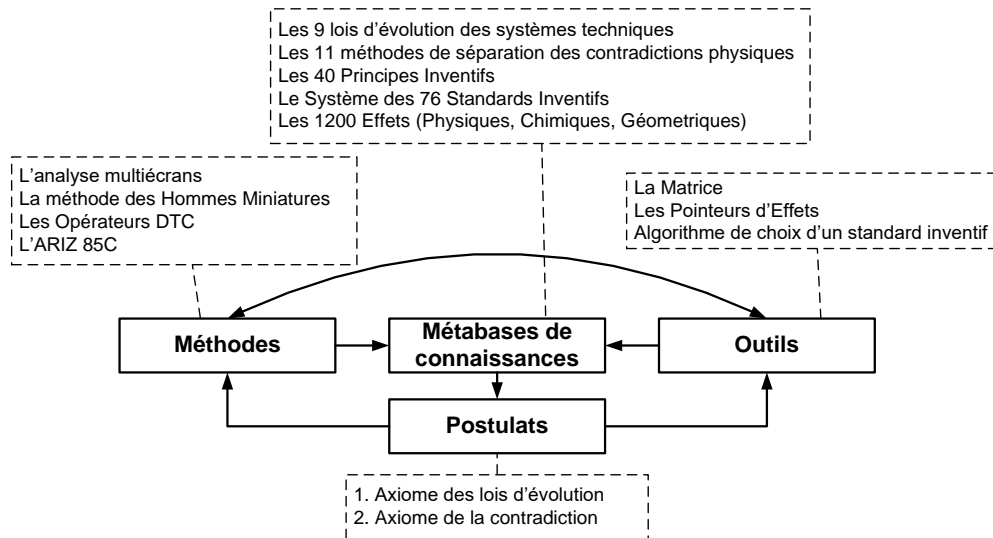 Les 9 lois d'évolution des systèmes techniques
Les 11 méthodes de séparation des contradictions physiques
Les 40 Principes Inventifs
Le Système des 76 Standards Inventifs
Les 1200 Effets (Physiques, Chimiques, Géometriques)
L'analyse multiécrans
La méthode des Hommes Miniatures
Les Opérateurs DTC
L'ARIZ 85C
La Matrice
Les Pointeurs d'Effets
Algorithme de choix d'un standard inventif
Méthodes
Métabases de
connaissances
Outils
Postulats
1. Axiome des lois d'évolution
2. Axiome de la contradiction